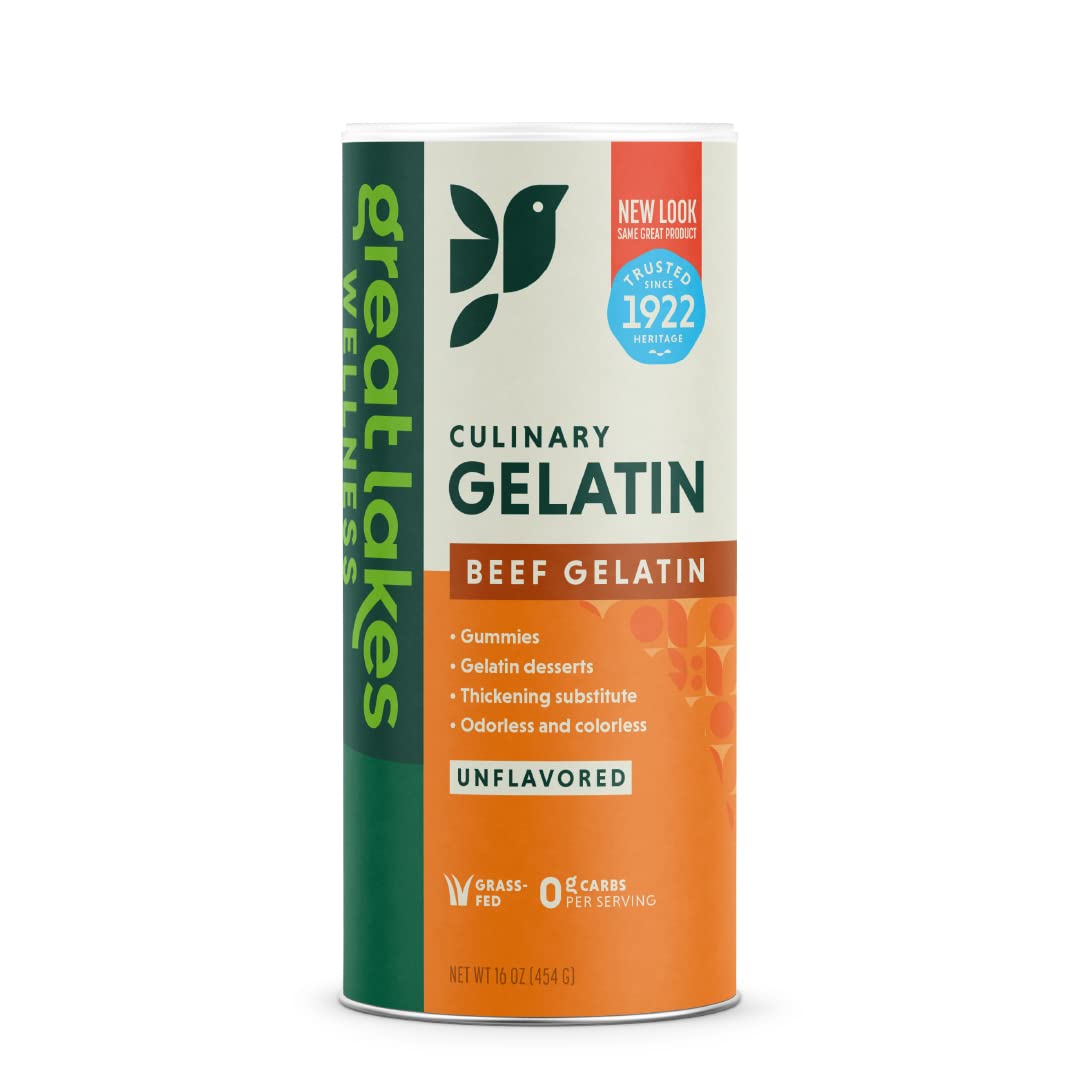 great lakes
WELLNESS
NEW LOOK
SAME GREAT PRODUCT
TRUSTED
SINCE
1922
HERITAGE
CULINARY
GELATIN
BEEF GELATIN
• Gummies
• Gelatin desserts
• Thickening substitute
• Odorless and colorless
UNFLAVORED
GRASS-
FED
0g CARBS
PER SERVING
NET WT 16 OZ (454 G)